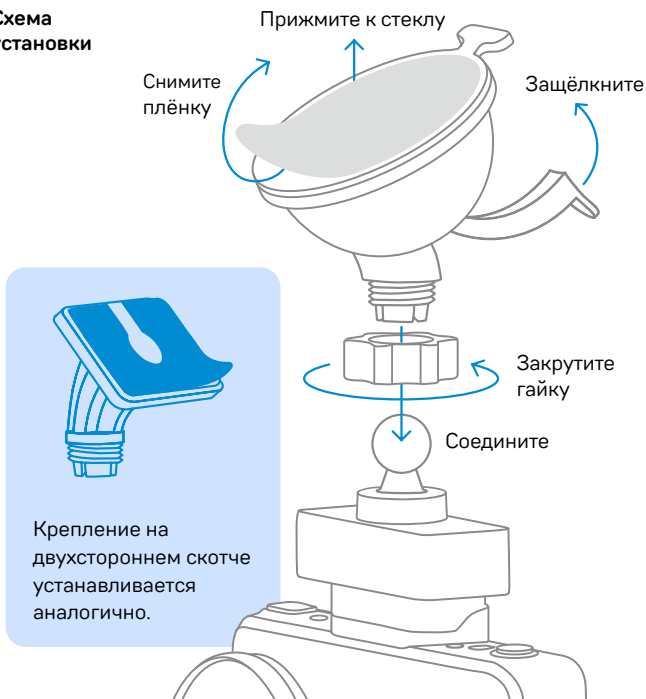 Схема
установки
Прижмите к стеклу
Снимите
плёнку
Защёлкните
Закрутите
гайку
Соедините
Крепление на
двухстороннем скотче
устанавливается
аналогично.